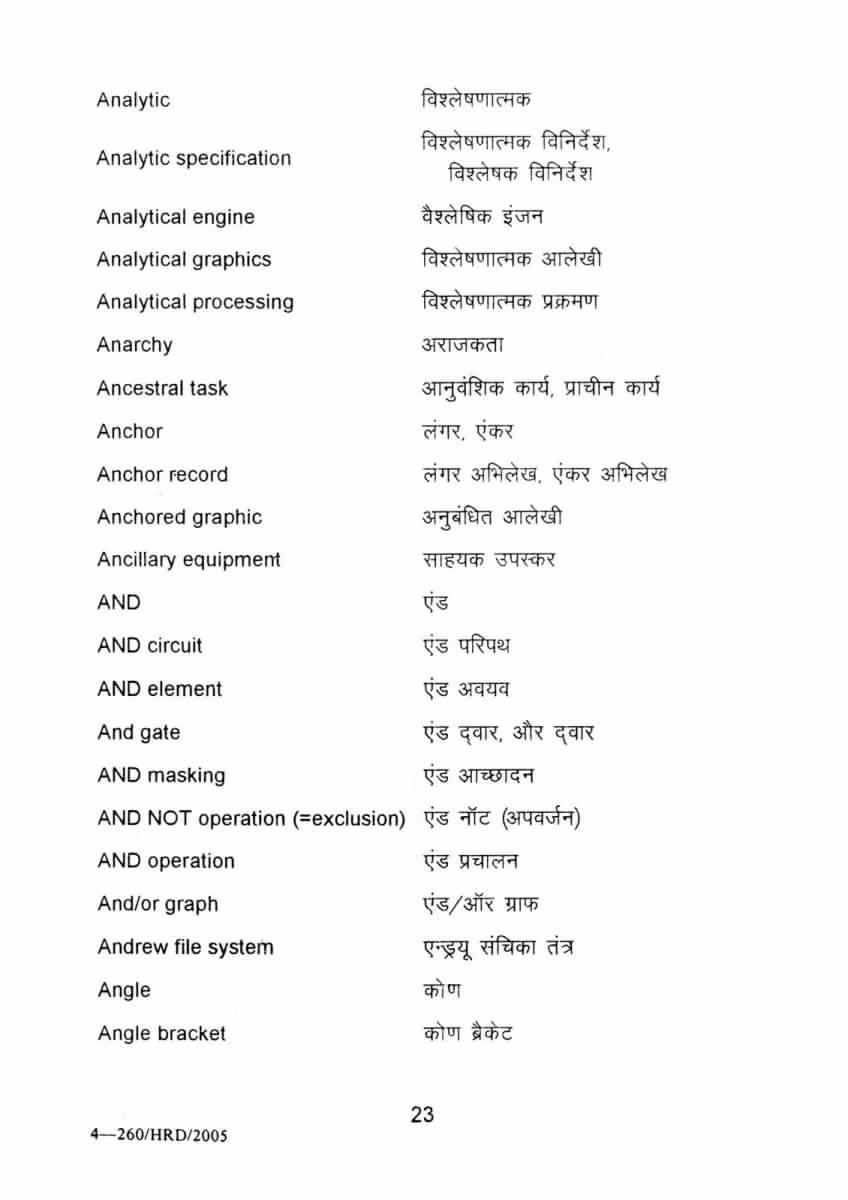 Analytic विश्लेषणात्मक
Analytic specification विश्लेषणात्मक विनिर्देश,
विश्लेषक विनिर्देश
Analytical engine वैश्लेषिक इंजन
Analytical graphics विश्लेषणात्मक आलेखी
Analytical processing विश्लेषणात्मक प्रक्रमण
Anarchy अराजकता
Ancestral task आनुवंशिक कार्य, प्राचीन कार्य
Anchor लंगर, एंकर
Anchor record लंगर अभिलेख, एंकर अभिलेख
Anchored graphic अनुबंधित आलेखी
Ancillary equipment साहयक उपस्कर
AND एंड
AND circuit एंड परिपथ
AND element एंड अवयव
And gate एंड द्वार, और द्वार
AND masking एंड आच्छादन
AND NOT operation (=exclusion) एंड नॉट (अपवर्जन)
AND operation एंड प्रचालन
And/or graph एंड/ऑर ग्राफ
Andrew file system एन्ड्रयू संचिका तंत्र
Angle कोण
Angle bracket कोण ब्रैकेट
23
4—260/HRD/2005